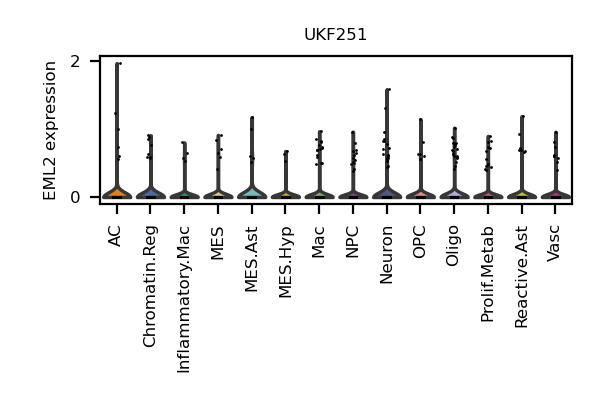 UKF251
EML2 expression
2
0
AC
Chromatin.Reg
Inflammatory.Mac
MES
MES.Ast
MES.Hyp
Mac
NPC
Neuron
OPC
Oligo
Prolif.Metab
Reactive.Ast
Vasc